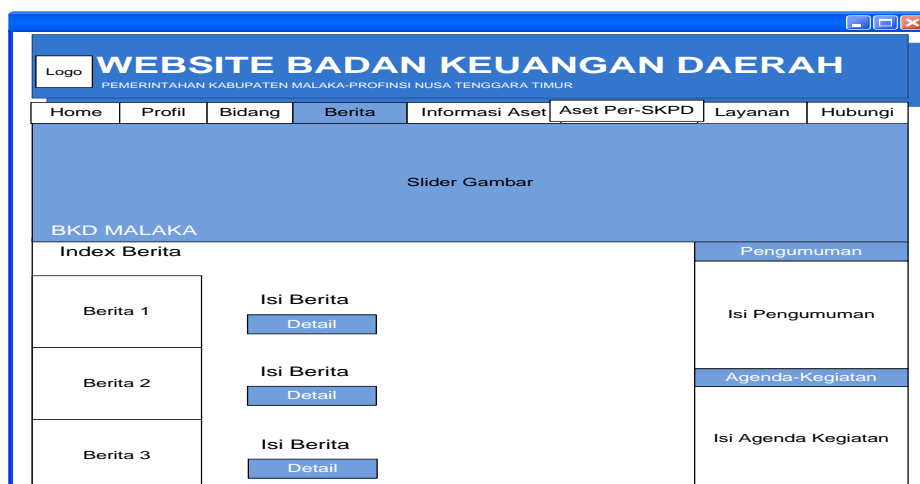 Logo
WEBSITE BADAN KEUANGAN DAERAH
PEMERINTAHAN KABUPATEN MALAKA-PROFINSI NUSA TENGGARA TIMUR
Home Profil Bidang Berita Informasi Aset Aset Per-SKPD Layanan Hubungi
Slider Gambar
BKD MALAKA
Index Berita
Berita 1
Isi Berita
Detail
Berita 2
Isi Berita
Detail
Berita 3
Isi Berita
Detail
Pengumuman
Isi Pengumuman
Agenda-Kegiatan
Isi Agenda Kegiatan